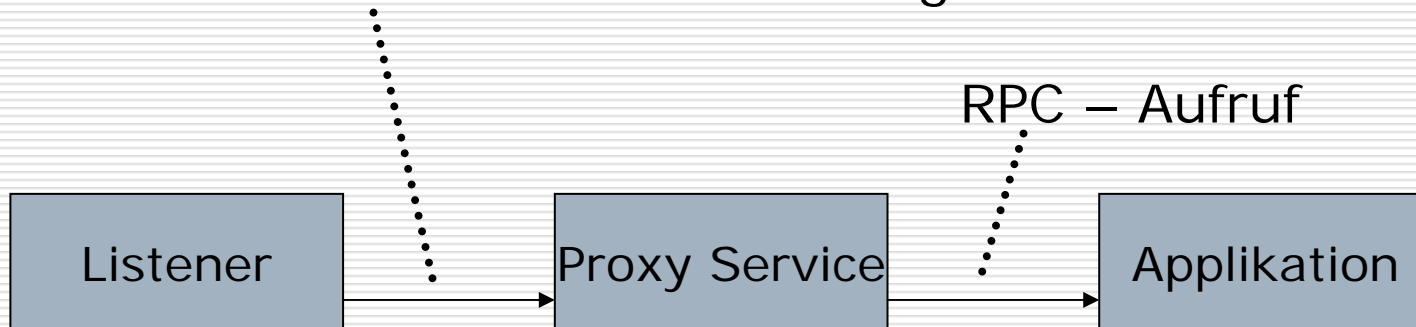 RPC – Aufruf
Listener
Proxy Service
Applikation